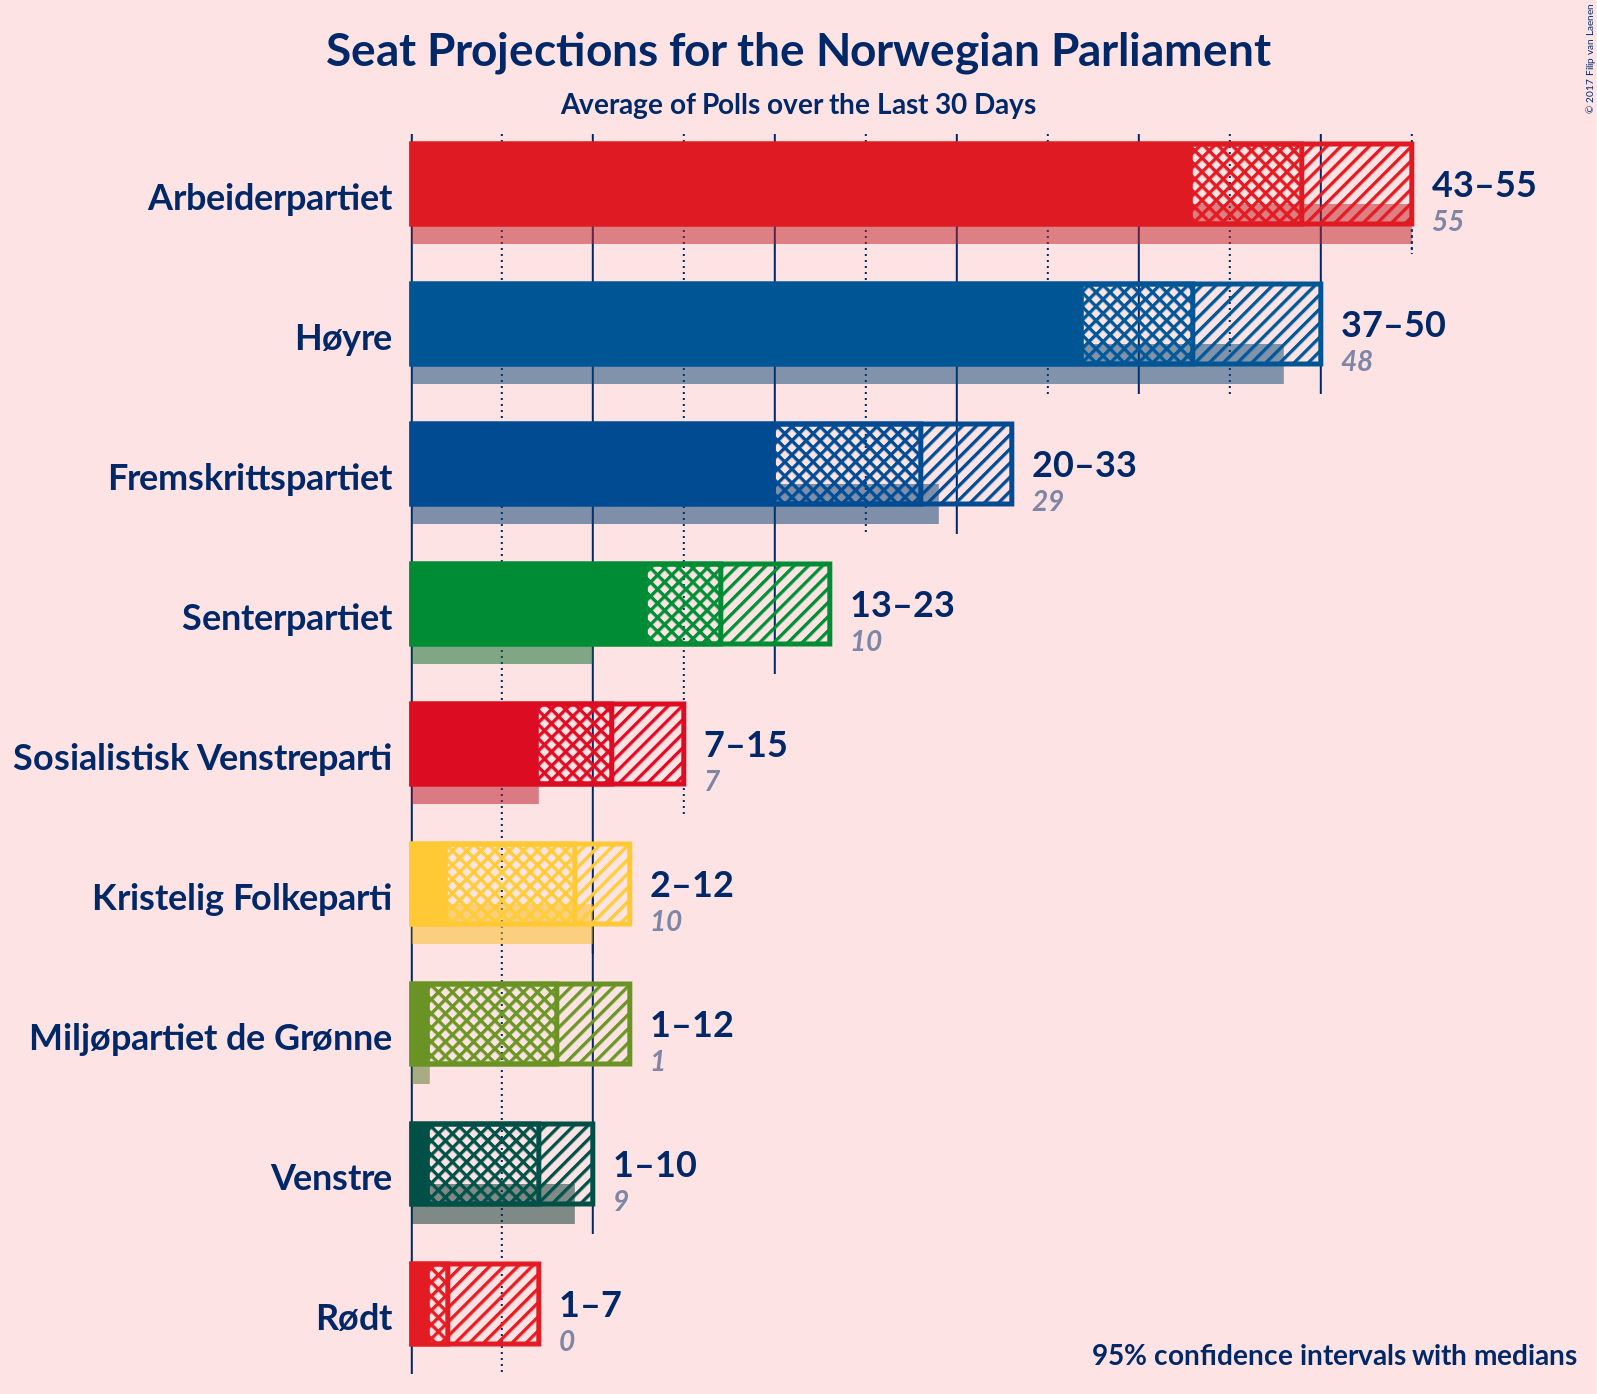 Seat Projections for the Norwegian Parliament
Average of Polls over the Last 30 Days
© 2017 Filip van Laenen
Arbeiderpartiet
43–55
55
Høyre
37–50
48
Fremskrittspartiet
20–33
29
Senterpartiet
13–23
10
Sosialistisk Venstreparti
7–15
7
Kristelig Folkeparti
2–12
10
Miljøpartiet de Grønne
1–12
1
Venstre
1–10
9
Rødt
1–7
0
95% confidence intervals with medians